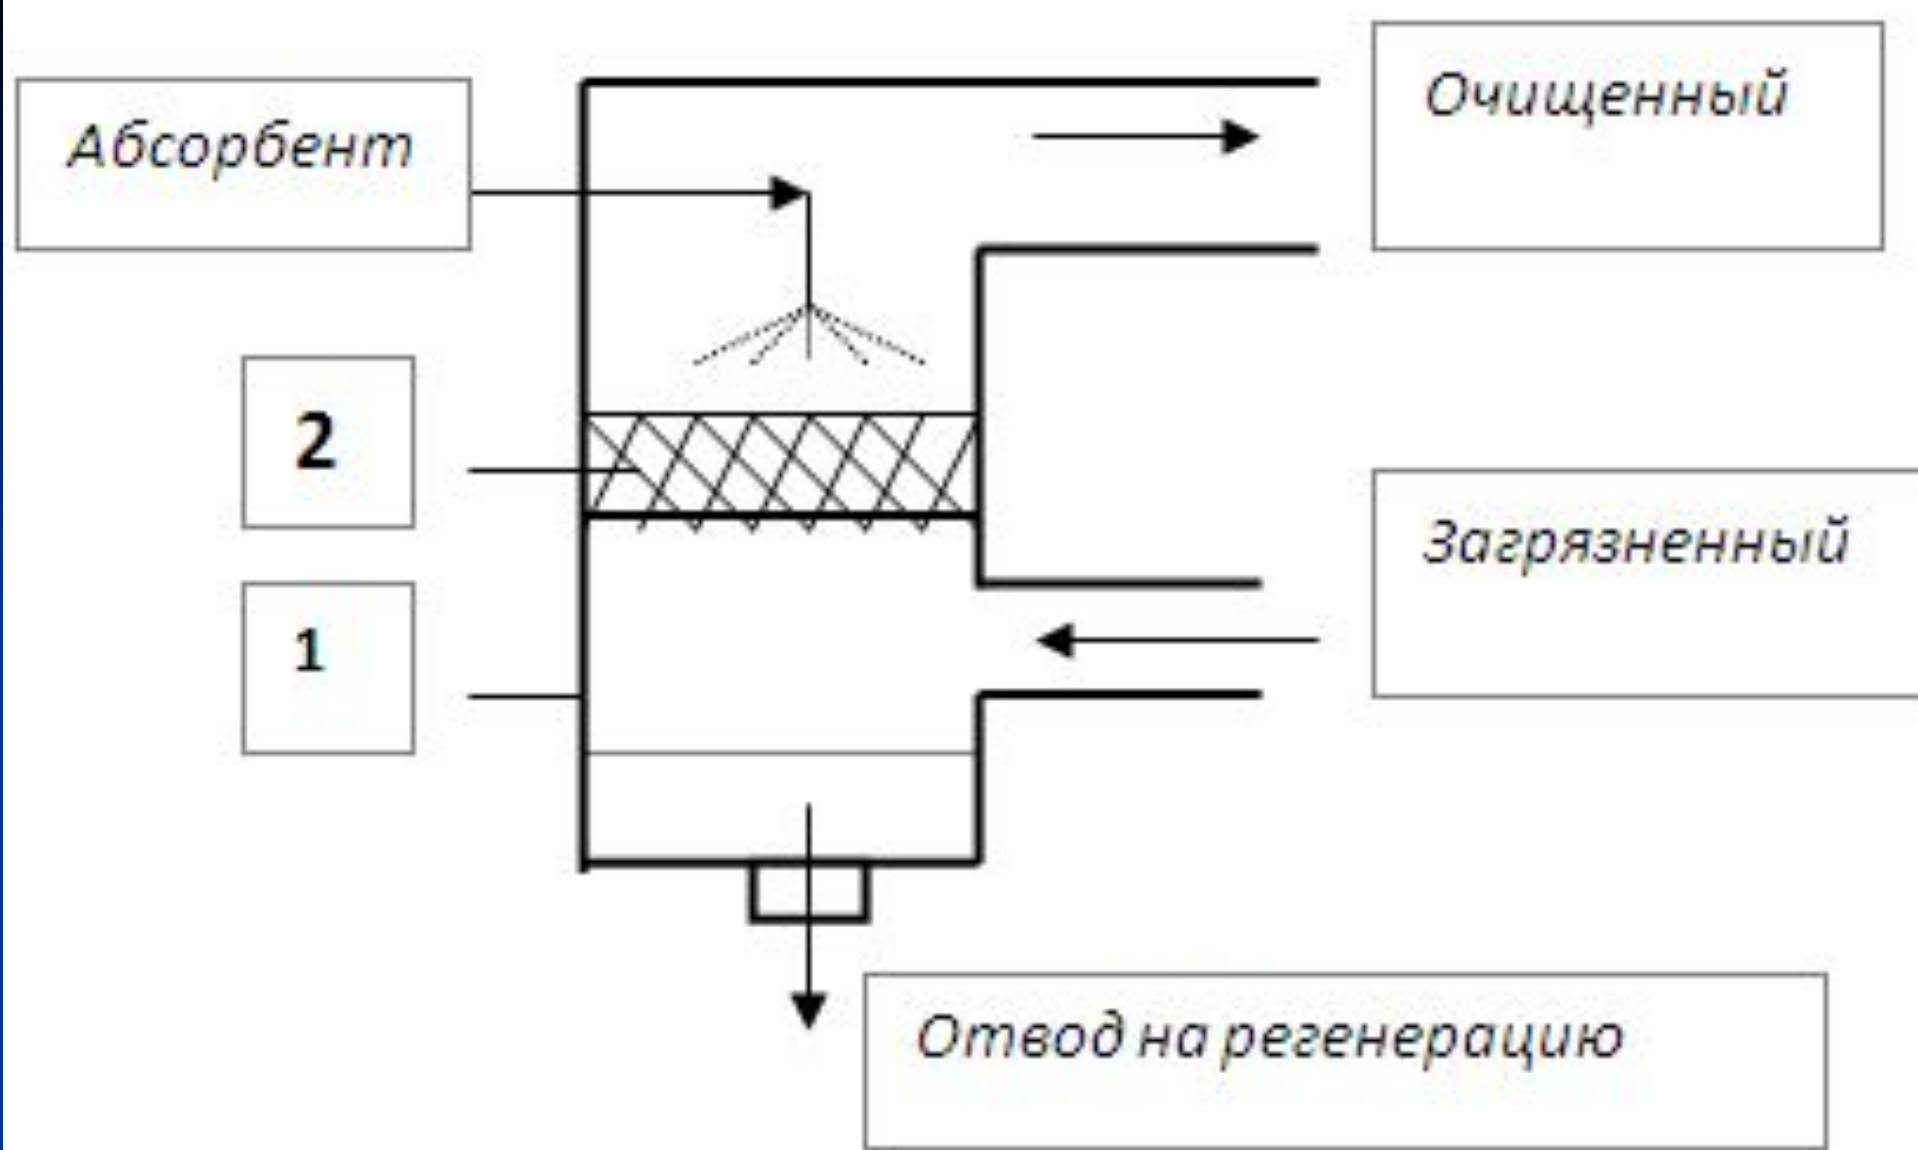 Абсорбент
Очищенный
2
Загрязненный
1
Отвод на регенерацию